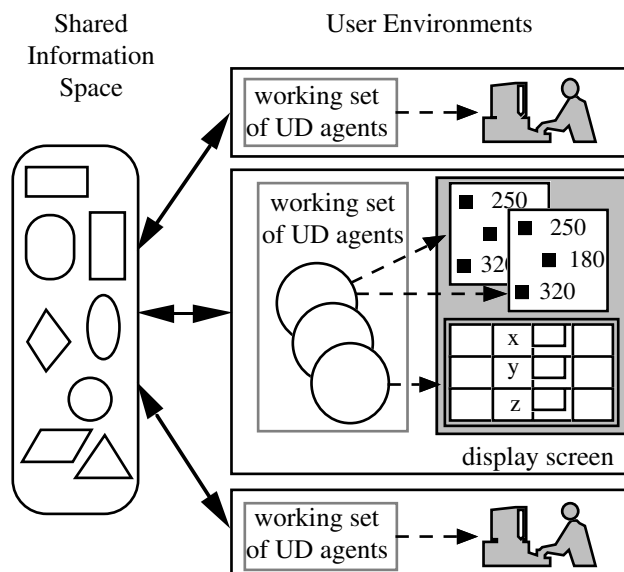 Shared
Information
Space
User Environments
working set
of UD agents
working set
of UD agents
250
320
250
180
320
x
y
z
display screen
working set
of UD agents